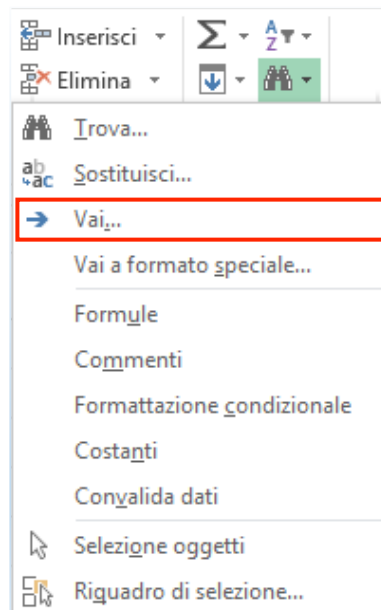 Inserisci
Elimina
Trova...
Sostituisci...
Vai...
Vai a formato speciale...
Formule
Commenti
Formattazione condizionale
Costanti
Convalida dati
Selezione oggetti
Riquadro di selezione...